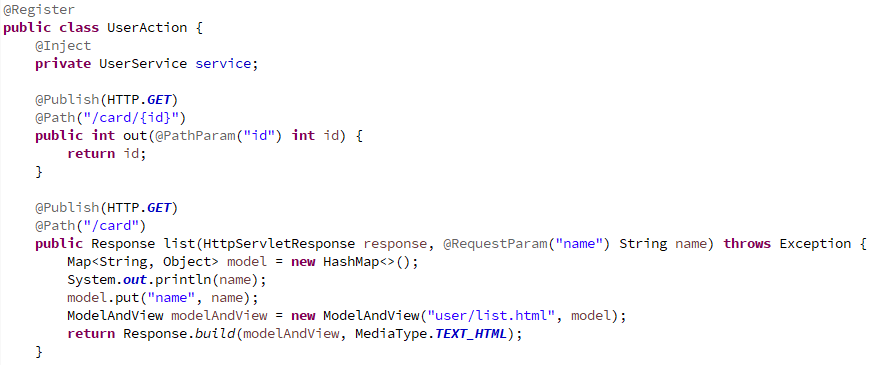 @Register
public class UserAction {
    @Inject
    private UserService service;

    @Publish(HTTP.GET)
    @Path("/card/{id}")
    public int out(@PathParam("id") int id) {
        return id;
    }

    @Publish(HTTP.GET)
    @Path("/card")
    public Response list(HttpServletResponse response, @RequestParam("name") String name) throws Exception {
        Map<String, Object> model = new HashMap<>();
        System.out.println(name);
        model.put("name", name);
        ModelAndView modelAndView = new ModelAndView("user/list.html", model);
        return Response.build(modelAndView, MediaType.TEXT_HTML);
    }